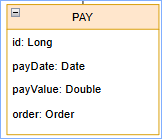 PAY
id: Long
payDate: Date
payValue: Double
order: Order